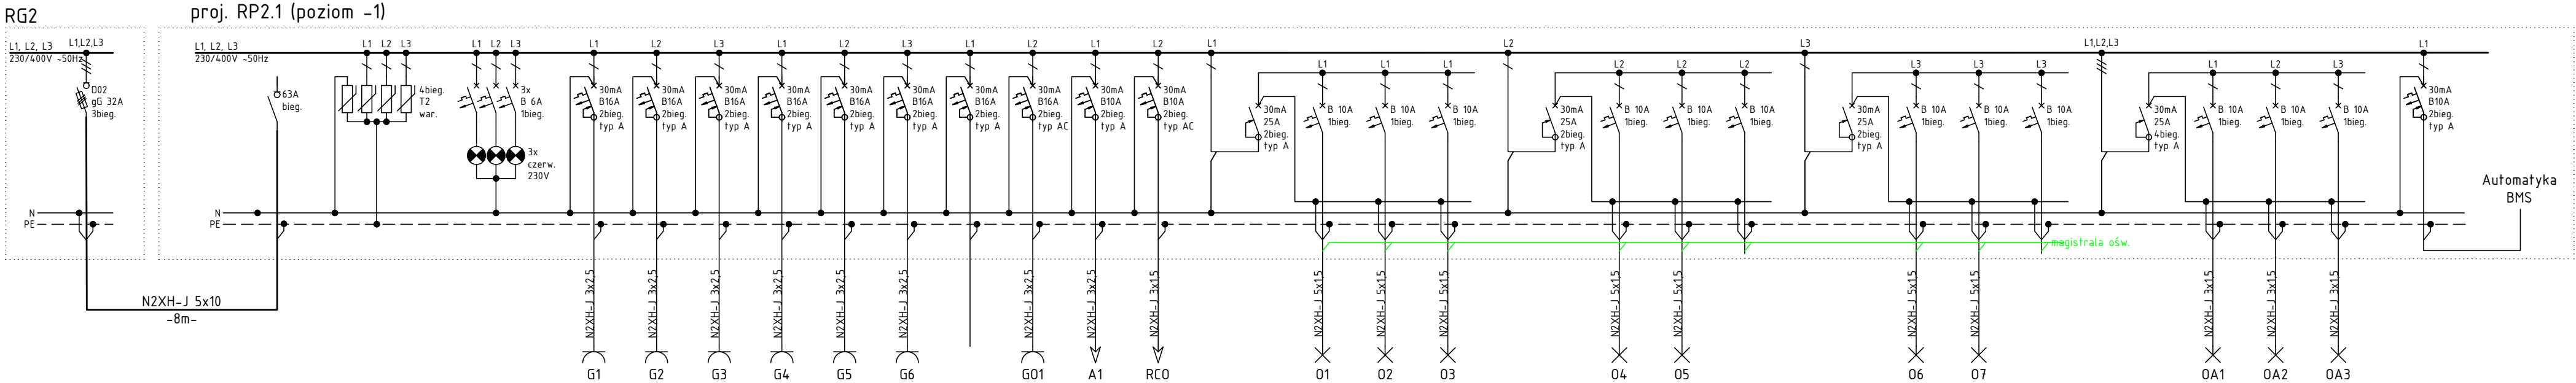 RG2
proj. RP2.1 (poziom -1)
L1, L2, L3
230/400V ~50Hz
L1,L2,L3
D02
gG 32A
3bieg.
N
PE
N2XH-J 5x10
-8m-
L1, L2, L3
230/400V ~50Hz
63A
bieg.
N
PE
L1 L2 L3
4bieg.
T2
war.
L1 L2 L3
3x
B 6A
1bieg.
3x
czerw.
230V
L1
30mA
B16A
2bieg.
typ A
N2XH-J 3x2,5
G1
L2
30mA
B16A
2bieg.
typ A
N2XH-J 3x2,5
G2
L3
30mA
B16A
2bieg.
typ A
N2XH-J 3x2,5
G3
L1
30mA
B16A
2bieg.
typ A
N2XH-J 3x2,5
G4
L2
30mA
B16A
2bieg.
typ A
N2XH-J 3x2,5
G5
L3
30mA
B16A
2bieg.
typ A
N2XH-J 3x2,5
G6
L1
30mA
B16A
2bieg.
typ A
L2
30mA
B16A
2bieg.
typ AC
N2XH-J 3x2,5
G01
L1
30mA
B10A
2bieg.
typ A
N2XH-J 3x2,5
A1
L2
30mA
B10A
2bieg.
typ AC
N2XH-J 3x1,5
RCO
L1
30mA
25A
2bieg.
typ A
L1
B 10A
1bieg.
N2XH-J 5x1,5
O1
L1
B 10A
1bieg.
N2XH-J 5x1,5
O2
L1
B 10A
1bieg.
N2XH-J 5x1,5
O3
L2
30mA
25A
2bieg.
typ A
L2
B 10A
1bieg.
N2XH-J 5x1,5
O4
L2
B 10A
1bieg.
N2XH-J 5x1,5
O5
L2
B 10A
1bieg.
L3
30mA
25A
2bieg.
typ A
L3
B 10A
1bieg.
N2XH-J 5x1,5
O6
L3
B 10A
1bieg.
N2XH-J 5x1,5
O7
L3
B 10A
1bieg.
magistrala ośw.
L1,L2,L3
30mA
25A
4bieg.
typ A
L1
B 10A
1bieg.
N2XH-J 3x1,5
OA1
L2
B 10A
1bieg.
N2XH-J 3x1,5
OA2
L3
B 10A
1bieg.
N2XH-J 3x1,5
OA3
L1
30mA
B10A
2bieg.
typ A
Automatyka
BMS